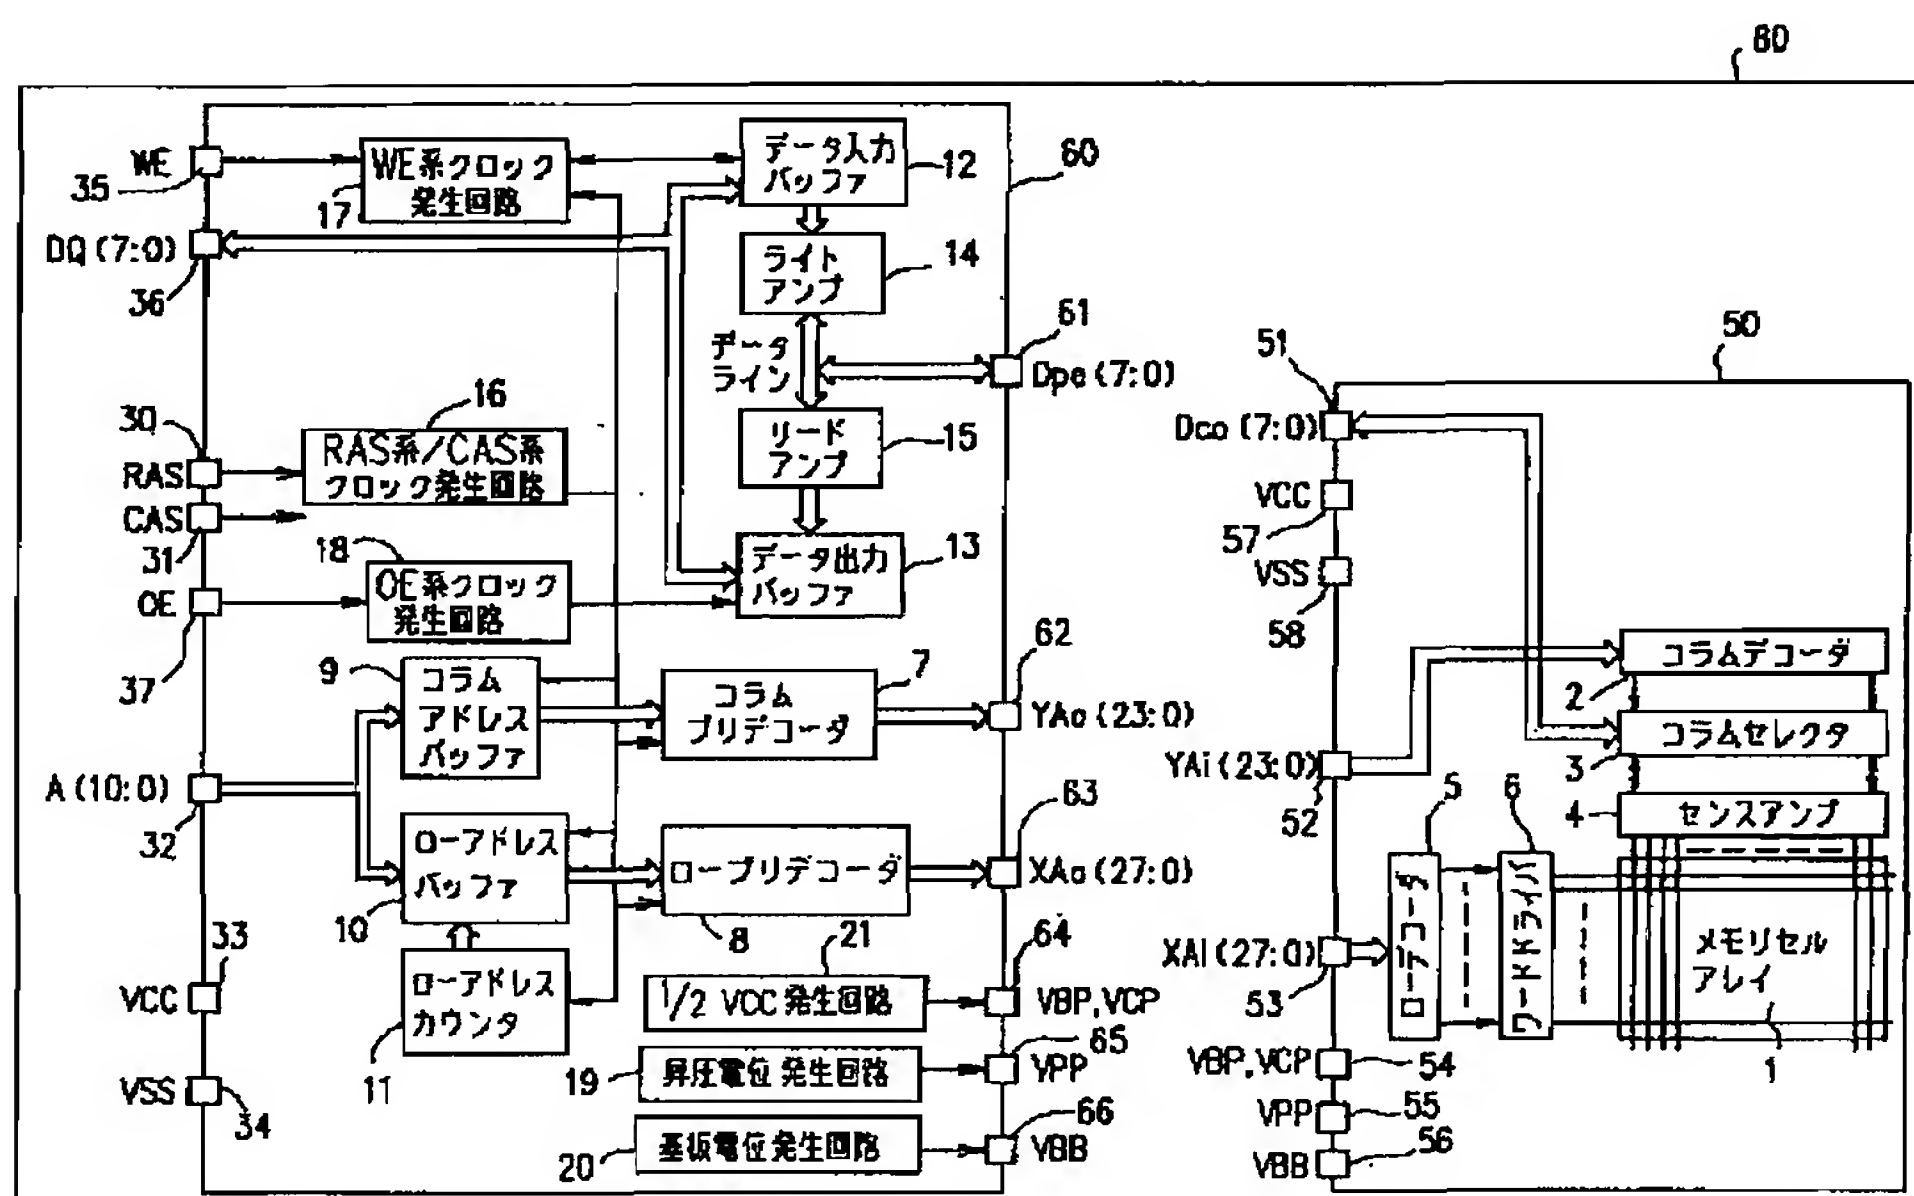 80
WE
35
WE系クロック
発生回路
17
データ入力
バッファ
12
60
DQ (7:0)
36
ライト
アンプ
14
データ
ライン
61
Dpe (7:0)
リード
アンプ
15
16
RAS系/CAS系
クロック発生回路
30
RAS
CAS
31
18
OE系クロック
発生回路
OE
37
データ出力
バッファ
13
9
コラム
アドレス
バッファ
7
コラム
プリデコーダ
62
YAo (23:0)
A (10:0)
32
ローアドレス
バッファ
10
ロープリデコーダ
8
63
XAo (27:0)
ローアドレス
カウンタ
11
33
VCC
VSS
34
21
1/2 VCC 発生回路
64
VBP,VCP
19
昇圧電位発生回路
65
VPP
20
基板電位発生回路
66
VBB
50
51
Dco (7:0)
VCC
57
VSS
58
コラムデコーダ
2
コラムセレクタ
3
センスアンプ
4
YAi (23:0)
52
5
ローデコーダ
6
ワードドライバ
XAi (27:0)
53
メモリセル
アレイ
1
VBP,VCP
54
VPP
55
VBB
56